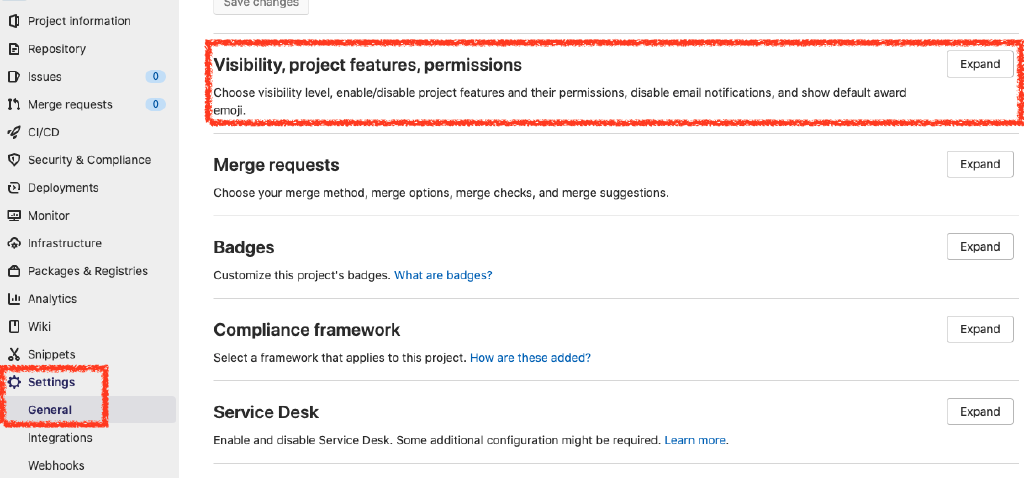 Project information
Repository
Issues 0
Merge requests 0
CI/CD
Security & Compliance
Deployments
Monitor
Infrastructure
Packages & Registries
Analytics
Wiki
Snippets
Settings
General
Integrations
Webhooks
Save changes
Visibility, project features, permissions
Expand
Choose visibility level, enable/disable project features and their permissions, disable email notifications, and show default award
emoji.
Merge requests
Expand
Choose your merge method, merge options, merge checks, and merge suggestions.
Badges
Expand
Customize this project's badges. What are badges?
Compliance framework
Expand
Select a framework that applies to this project. How are these added?
Service Desk
Expand
Enable and disable Service Desk. Some additional configuration might be required. Learn more.